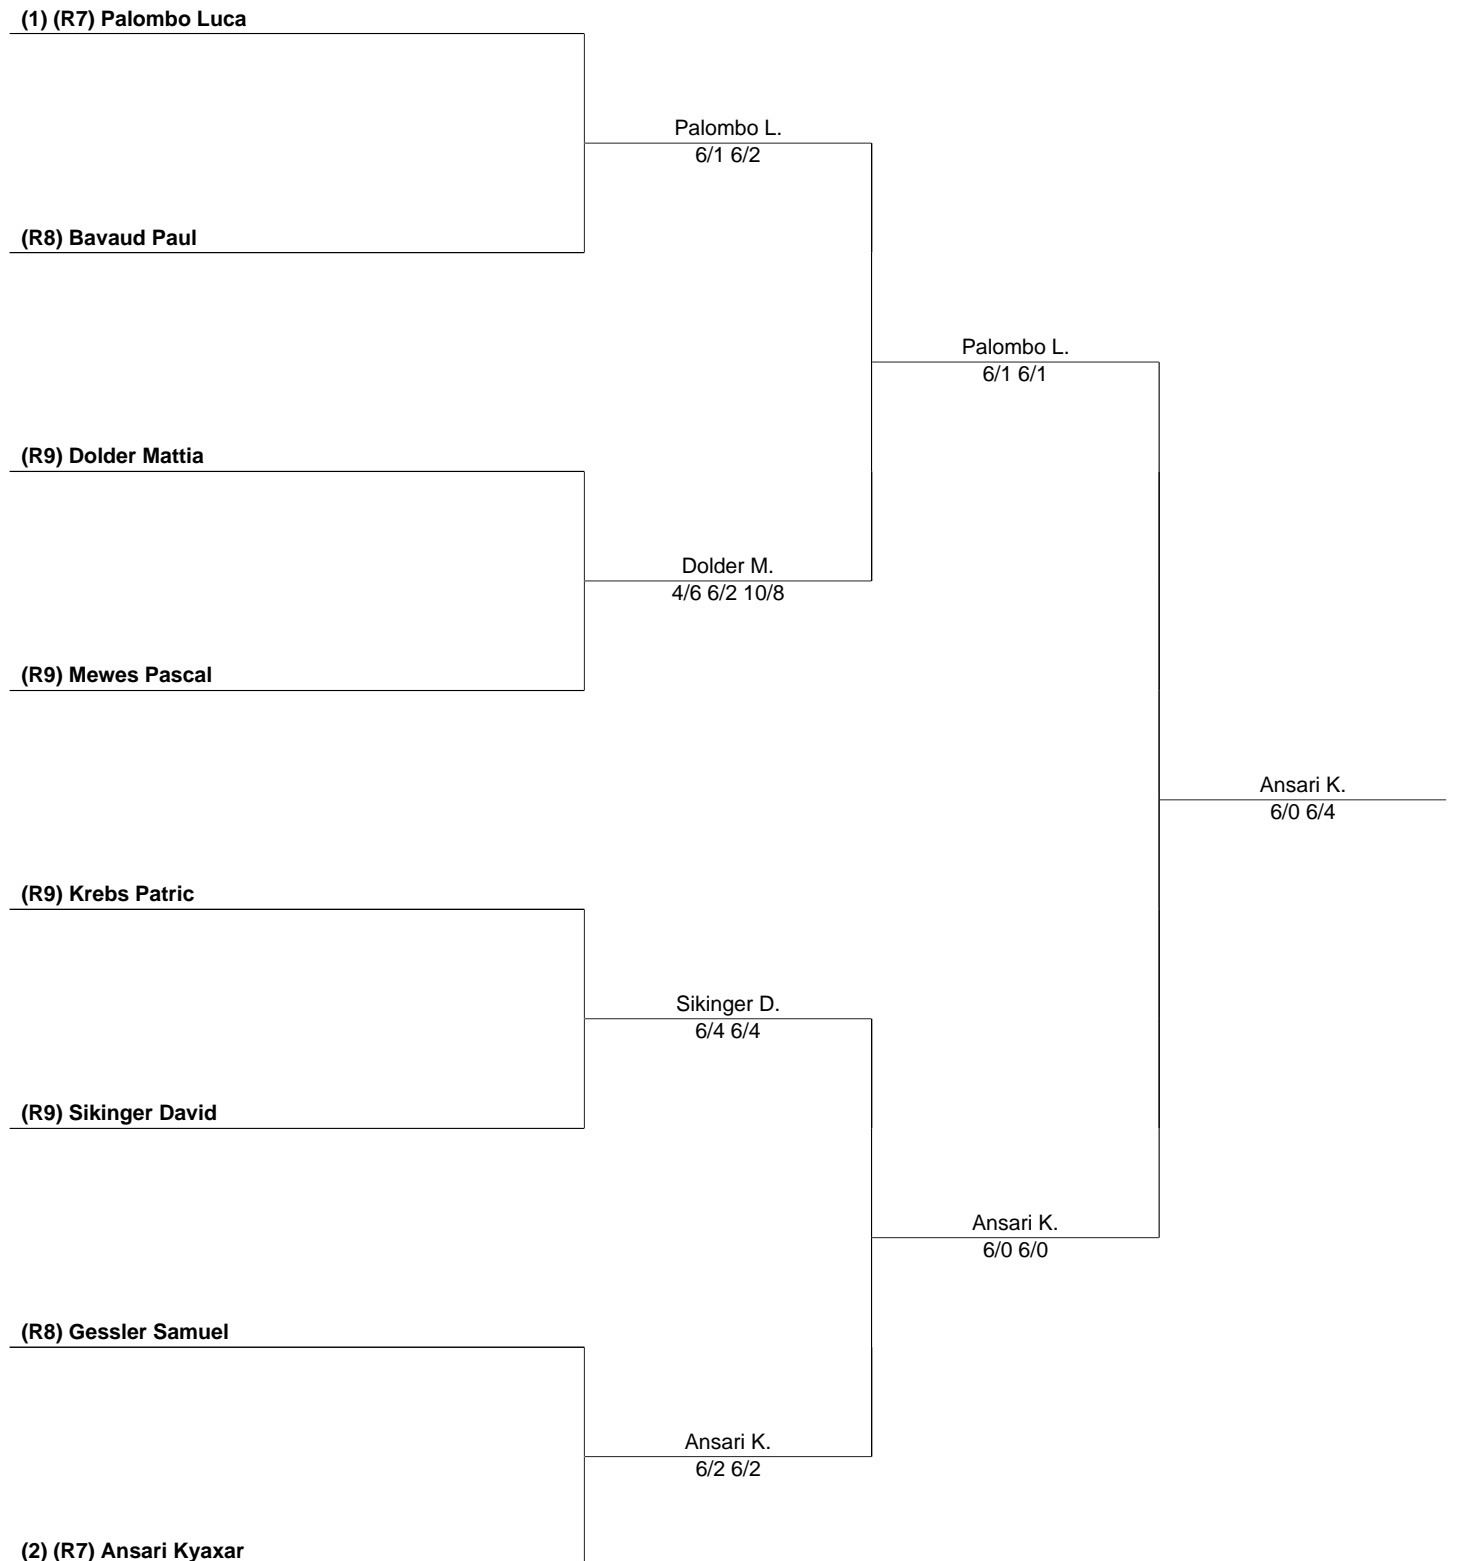 (1) (R7) Palombo Luca
Palombo L.
6/1 6/2
(R8) Bavaud Paul
Palombo L.
6/1 6/1
(R9) Dolder Mattia
Dolder M.
4/6 6/2 10/8
(R9) Mewes Pascal
Ansari K.
6/0 6/4
(R9) Krebs Patric
Sikinger D.
6/4 6/4
(R9) Sikinger David
Ansari K.
6/0 6/0
(R8) Gessler Samuel
Ansari K.
6/2 6/2
(2) (R7) Ansari Kyaxar